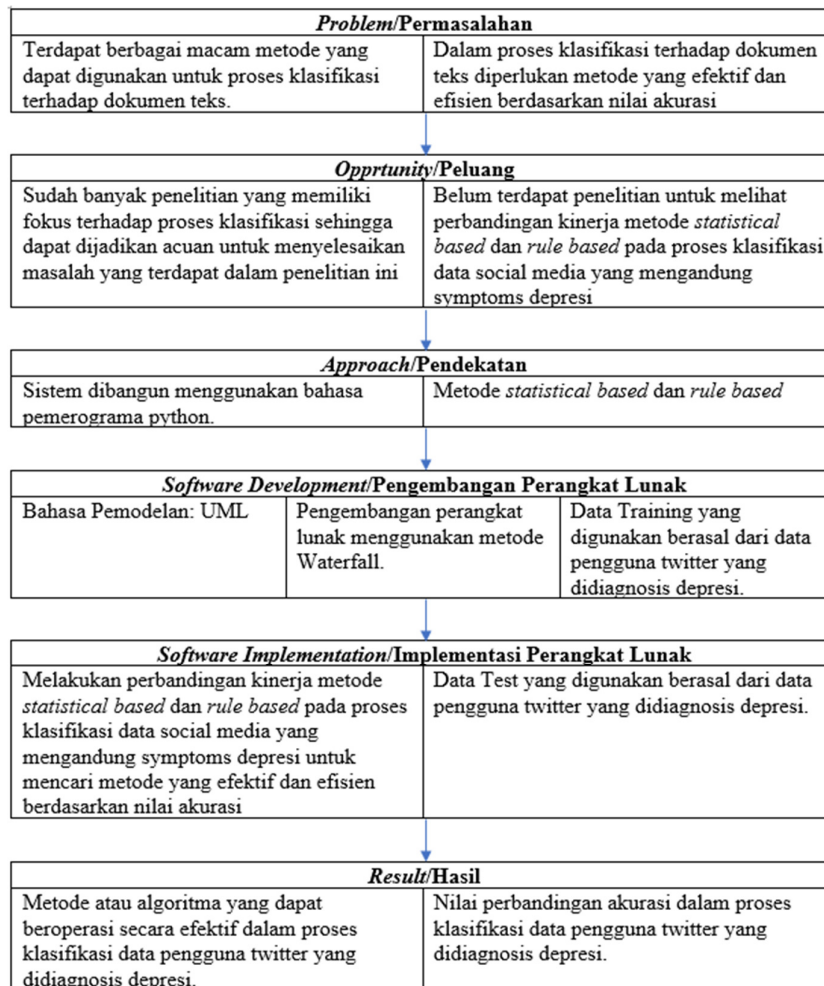 Problem/Permasalahan
Terdapat berbagai macam metode yang
dapat digunakan untuk proses klasifikasi
terhadap dokumen teks.
Dalam proses klasifikasi terhadap dokumen
teks diperlukan metode yang efektif dan
efisien berdasarkan nilai akurasi
Opprtunity/Peluang
Sudah banyak penelitian yang memiliki
fokus terhadap proses klasifikasi sehingga
dapat dijadikan acuan untuk menyelesaikan
masalah yang terdapat dalam penelitian ini
Belum terdapat penelitian untuk melihat
perbandingan kinerja metode statistical
based dan rule based pada proses klasifikasi
data social media yang mengandung
symptoms depresi
Approach/Pendekatan
Sistem dibangun menggunakan bahasa
pemerograma python.
Metode statistical based dan rule based
Software Development/Pengembangan Perangkat Lunak
Bahasa Pemodelan: UML
Pengembangan perangkat
lunak menggunakan metode
Waterfall.
Data Training yang
digunakan berasal dari data
pengguna twitter yang
didiagnosis depresi.
Software Implementation/Implementasi Perangkat Lunak
Melakukan perbandingan kinerja metode
statistical based dan rule based pada proses
klasifikasi data social media yang
mengandung symptoms depresi untuk
mencari metode yang efektif dan efisien
berdasarkan nilai akurasi
Data Test yang digunakan berasal dari data
pengguna twitter yang didiagnosis depresi.
Result/Hasil
Metode atau algoritma yang dapat
beroperasi secara efektif dalam proses
klasifikasi data pengguna twitter yang
didiagnosis depresi.
Nilai perbandingan akurasi dalam proses
klasifikasi data pengguna twitter yang
didiagnosis depresi.